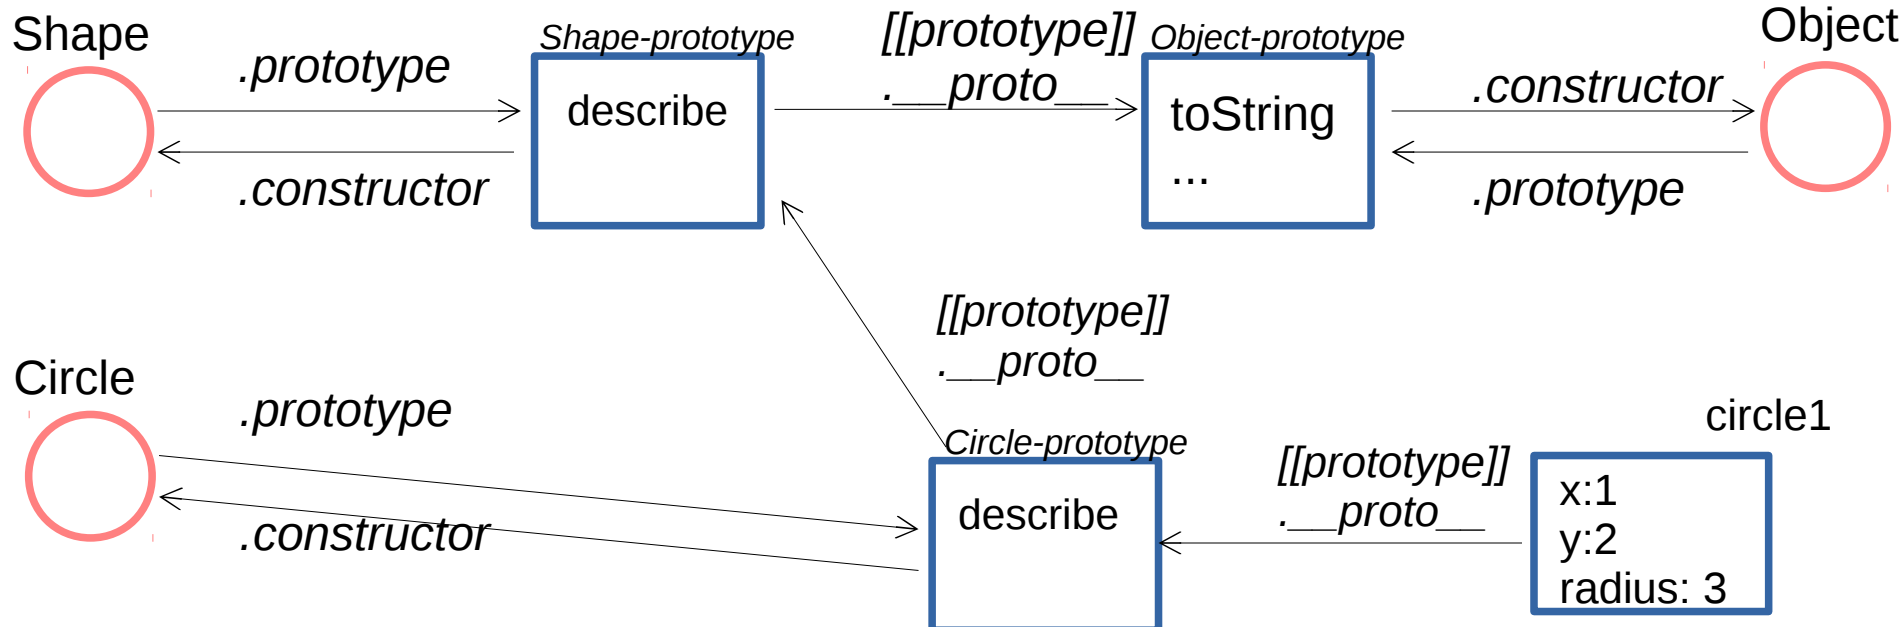 Shape
.prototype
.constructor
Shape-prototype
describe
[[prototype]]
.__proto__
Object-prototype
toString
...
.constructor
.prototype
Object
[[prototype]]
.__proto__
Circle
.prototype
.constructor
Circle-prototype
describe
[[prototype]]
.__proto__
circle1
x:1
y:2
radius: 3